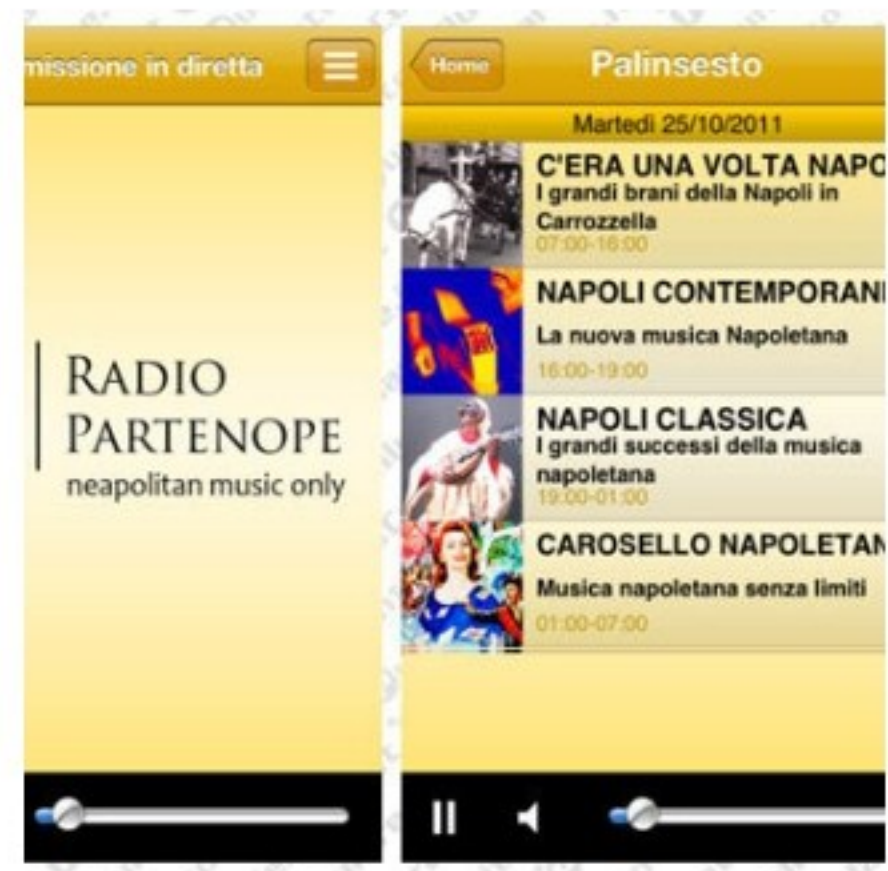 missione in diretta
RADIO
PARTENOPE
neapolitan music only
Home
Palinsesto
Martedì 25/10/2011
C'ERA UNA VOLTA NAPO
I grandi brani della Napoli in
Carrozzella
07:00-16:00
NAPOLI CONTEMPORAN
La nuova musica Napoletana
16:00-19:00
NAPOLI CLASSICA
I grandi successi della musica
napoletana
19:00-01:00
CAROSELLO NAPOLETAN
Musica napoletana senza limiti
01:00-07:00